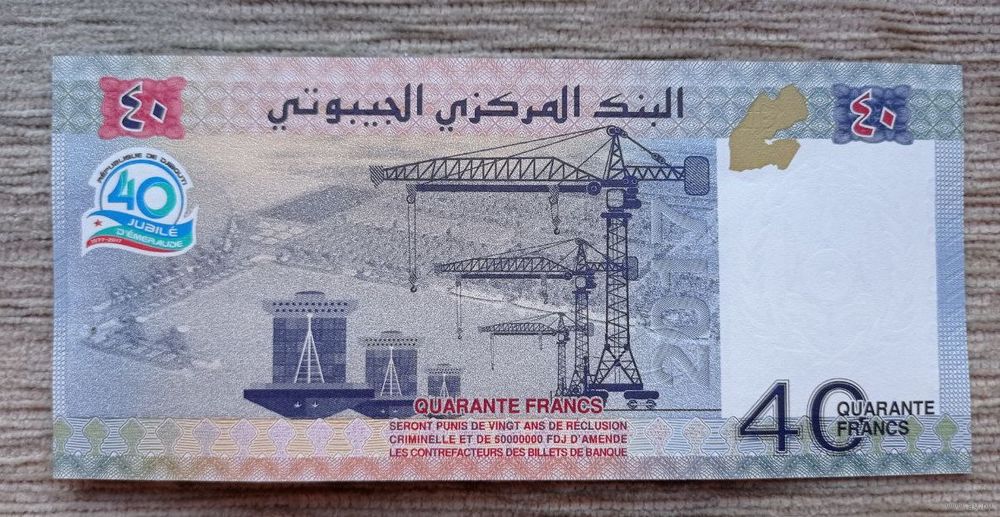 ٤٠
البنك المركزي الجيبوتي
٤٠
RÉPUBLIQUE DE DJIBOUTI
40
JUBILÉ
D'ÉMERAUDE
1977-2017
2017
QUARANTE FRANCS
SERONT PUNIS DE VINGT ANS DE RÉCLUSION
CRIMINELLE ET DE 50000000 FDJ D'AMENDE
LES CONTREFACTEURS DES BILLETS DE BANQUE
40
QUARANTE
FRANCS